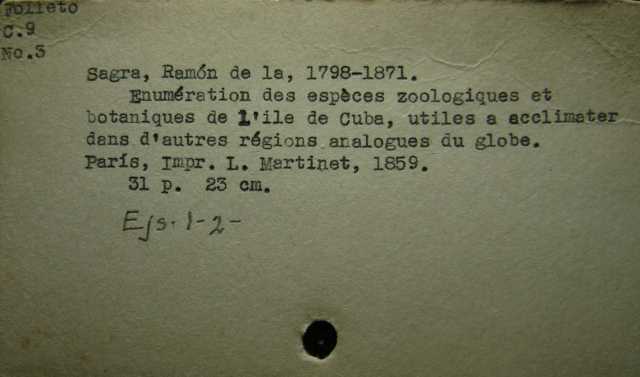 Folleto
C.9
No.3
Sagra, Ramón de la, 1798-1871.
Enumération des espèces zoologiques et
botaniques de l'ile de Cuba, utiles a acclimater
dans d'autres régions analogues du globe.
París, Impr. L. Martinet, 1859.
31 p. 23 cm.
Ejs. 1-2-